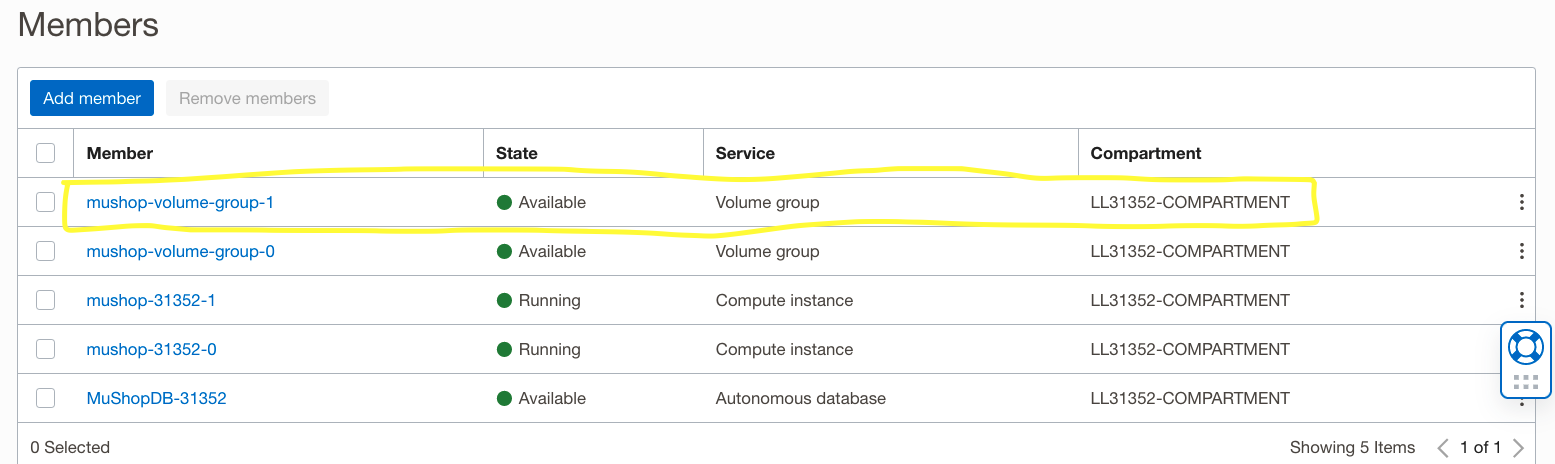 Members
Add member Remove members
Member State Service Compartment
mushop-volume-group-1 Available Volume group LL31352-COMPARTMENT
mushop-volume-group-0 Available Volume group LL31352-COMPARTMENT
mushop-31352-1 Running Compute instance LL31352-COMPARTMENT
mushop-31352-0 Running Compute instance LL31352-COMPARTMENT
MuShopDB-31352 Available Autonomous database LL31352-COMPARTMENT
0 Selected Showing 5 Items 1 of 1